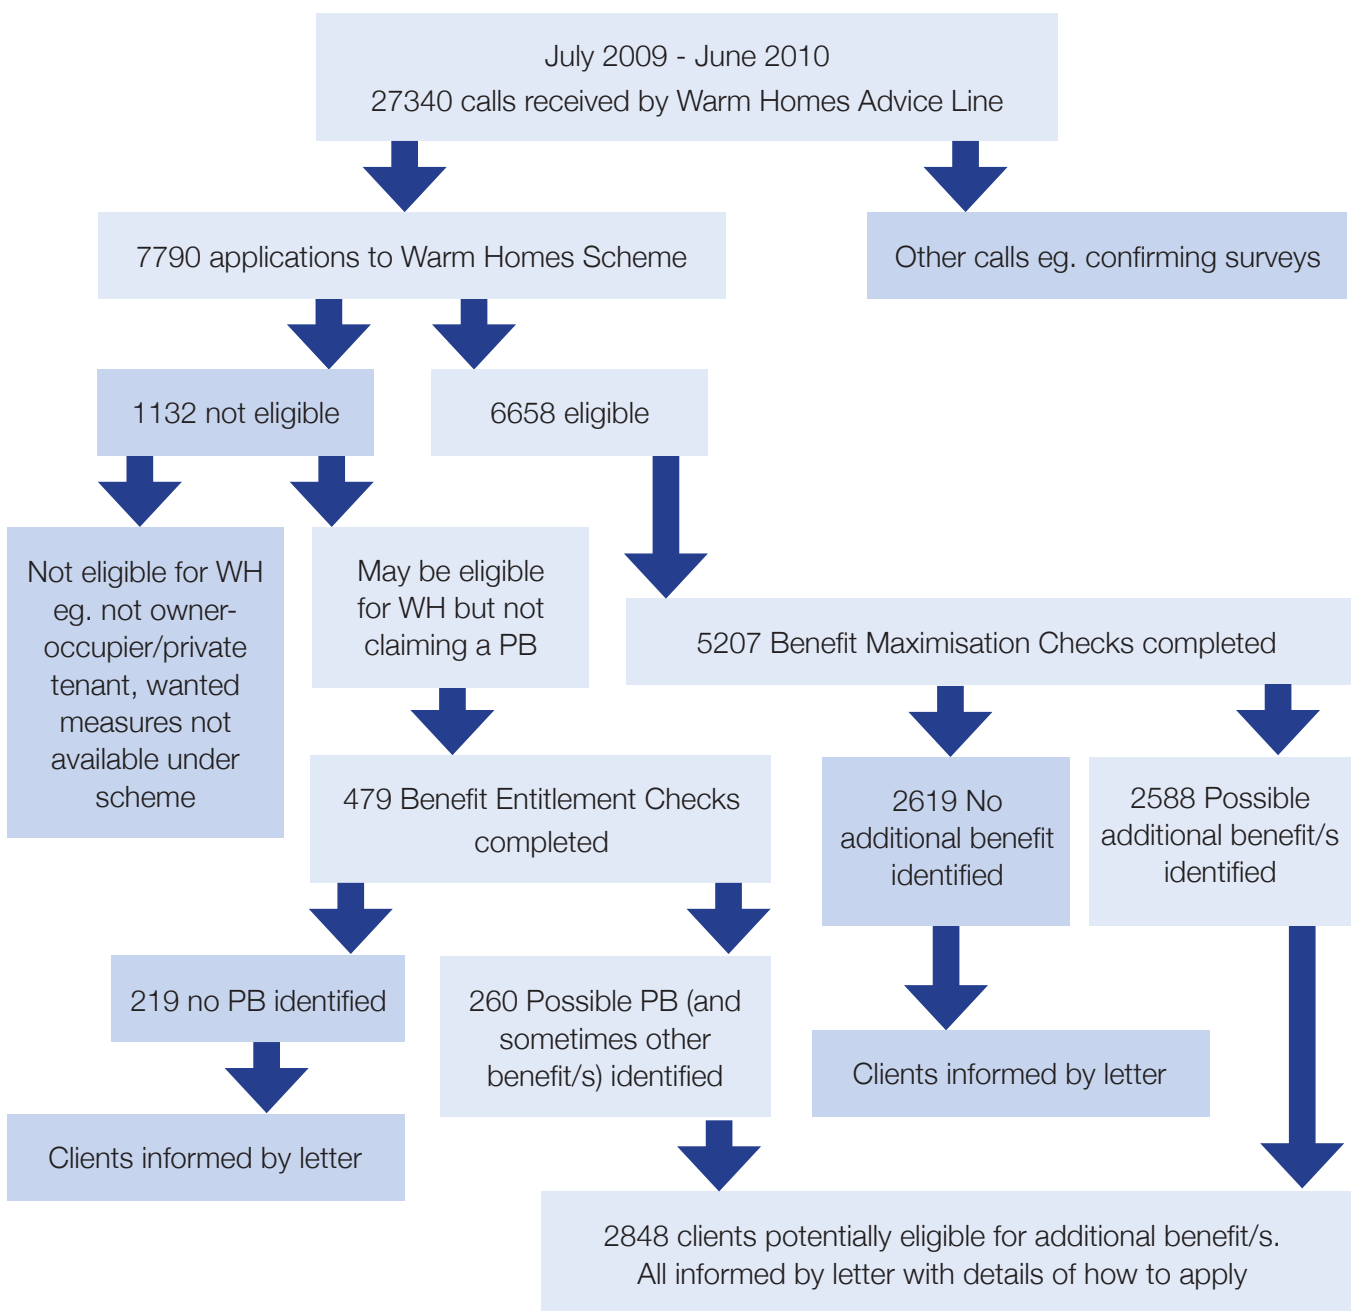 July 2009 - June 2010
27340 calls received by Warm Homes Advice Line
7790 applications to Warm Homes Scheme
Other calls eg. confirming surveys
1132 not eligible
6658 eligible
Not eligible for WH
eg. not owner-
occupier/private
tenant, wanted
measures not
available under
scheme
May be eligible
for WH but not
claiming a PB
5207 Benefit Maximisation Checks completed
479 Benefit Entitlement Checks
completed
2619 No
additional benefit
identified
2588 Possible
additional benefit/s
identified
219 no PB identified
260 Possible PB (and
sometimes other
benefit/s) identified
Clients informed by letter
Clients informed by letter
2848 clients potentially eligible for additional benefit/s.
All informed by letter with details of how to apply